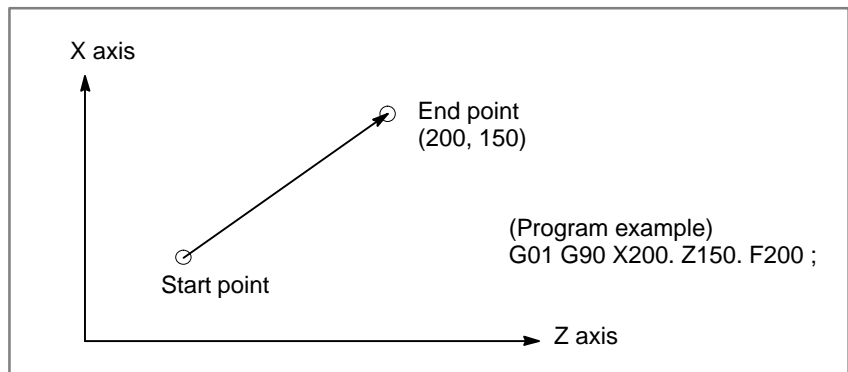 X axis
End point
(200, 150)
(Program example)
G01 G90 X200. Z150. F200 ;
Start point
Z axis